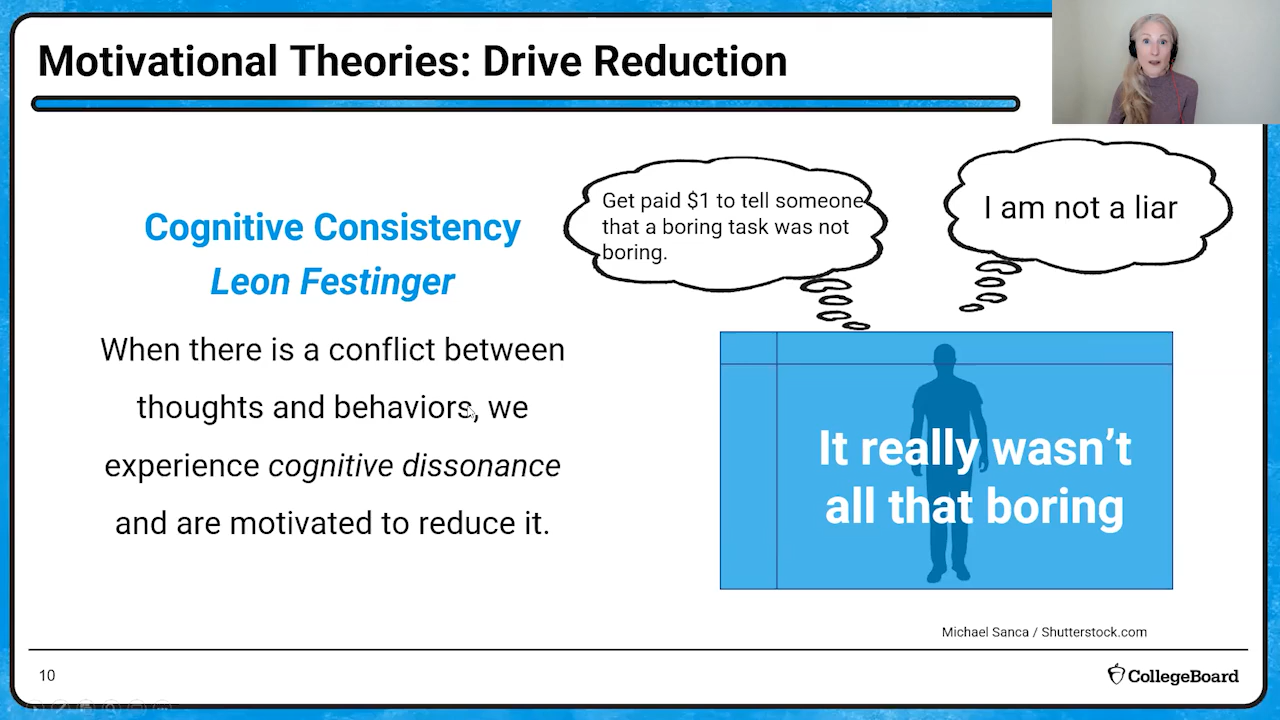 Motivational Theories: Drive Reduction
Cognitive Consistency
Leon Festinger
When there is a conflict between
thoughts and behaviors, we
experience cognitive dissonance
and are motivated to reduce it.
Get paid $1 to tell someone
that a boring task was not
boring.
I am not a liar
It really wasn’t
all that boring
Michael Sanca / Shutterstock.com
10
CollegeBoard